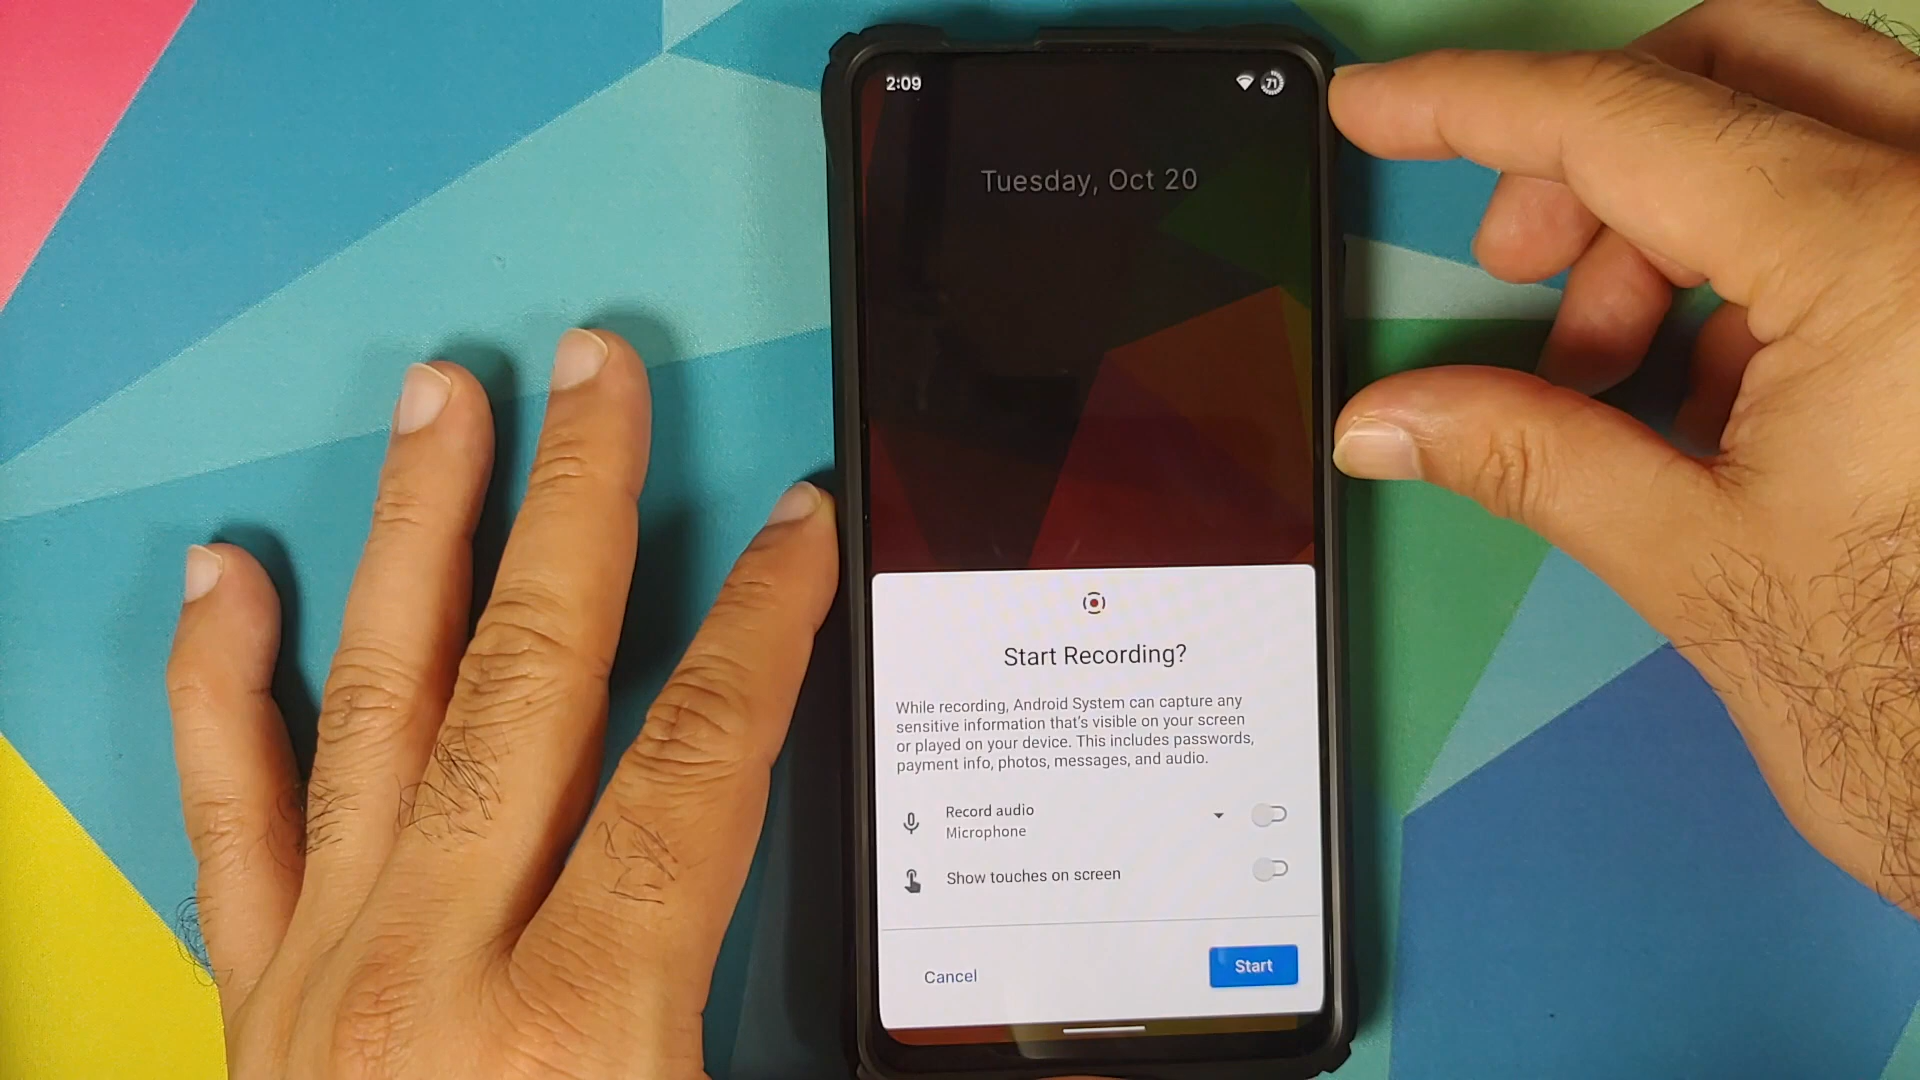 2:09
71
Tuesday, Oct 20
Start Recording?
While recording, Android System can capture any
sensitive information that's visible on your screen
or played on your device. This includes passwords,
payment info, photos, messages, and audio.
Record audio
Microphone
Show touches on screen
Cancel
Start